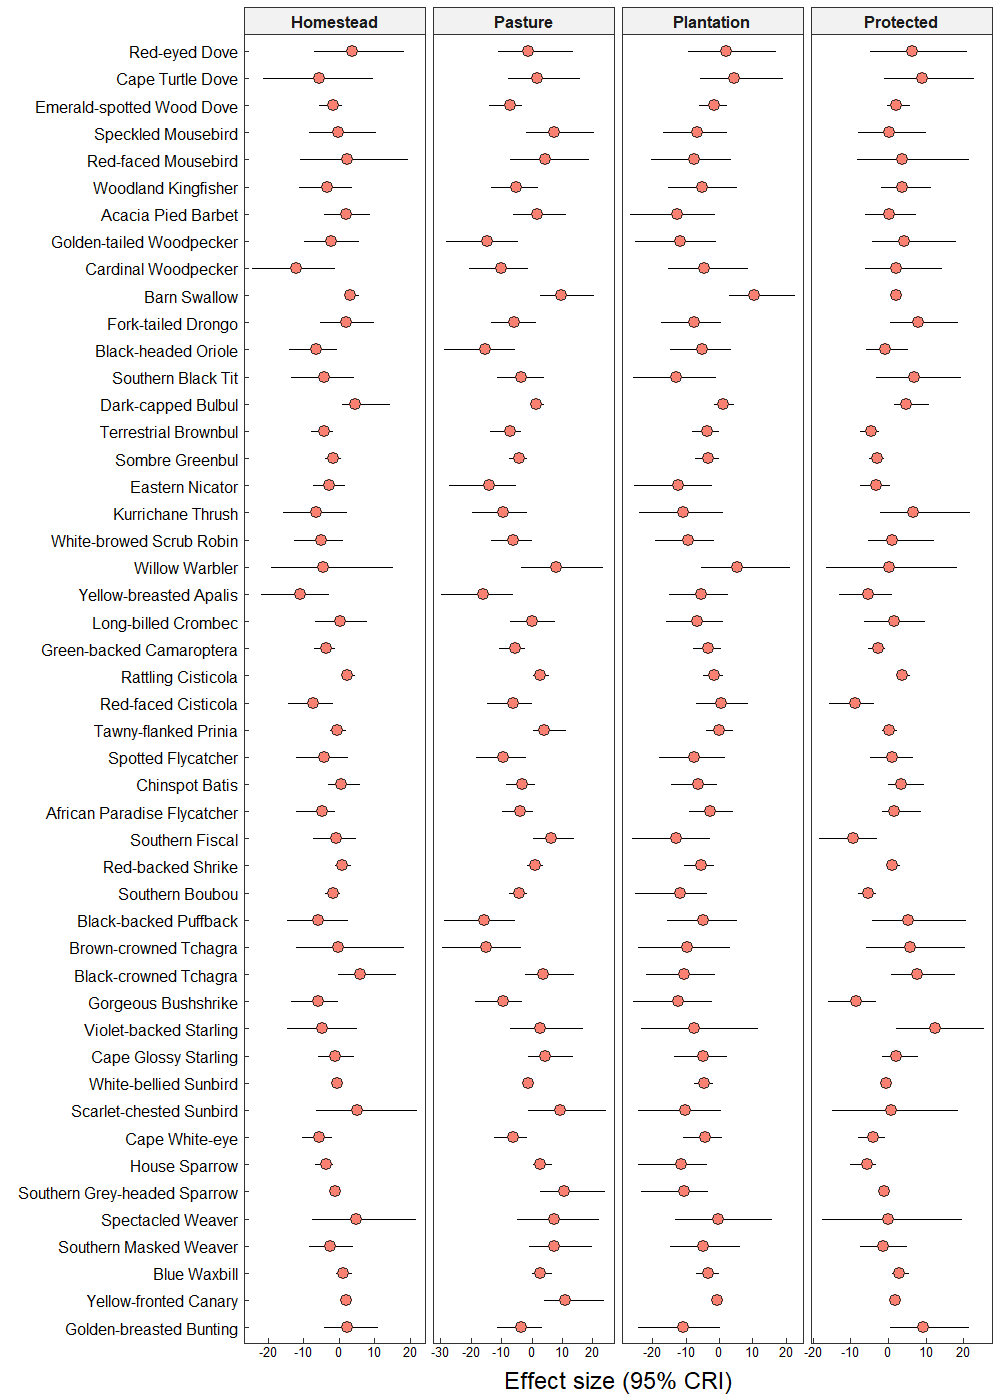 Homestead Pasture Plantation Protected
Red-eyed Dove
Cape Turtle Dove
Emerald-spotted Wood Dove
Speckled Mousebird
Red-faced Mousebird
Woodland Kingfisher
Acacia Pied Barbet
Golden-tailed Woodpecker
Cardinal Woodpecker
Barn Swallow
Fork-tailed Drongo
Black-headed Oriole
Southern Black Tit
Dark-capped Bulbul
Terrestrial Brownbul
Sombre Greenbul
Eastern Nicator
Kurrichane Thrush
White-browed Scrub Robin
Willow Warbler
Yellow-breasted Apalis
Long-billed Crombec
Green-backed Camaroptera
Rattling Cisticola
Red-faced Cisticola
Tawny-flanked Prinia
Spotted Flycatcher
Chinspot Batis
African Paradise Flycatcher
Southern Fiscal
Red-backed Shrike
Southern Boubou
Black-backed Puffback
Brown-crowned Tchagra
Black-crowned Tchagra
Gorgeous Bushshrike
Violet-backed Starling
Cape Glossy Starling
White-bellied Sunbird
Scarlet-chested Sunbird
Cape White-eye
House Sparrow
Southern Grey-headed Sparrow
Spectacled Weaver
Southern Masked Weaver
Blue Waxbill
Yellow-fronted Canary
Golden-breasted Bunting
-20 -10 0 10 20 -30 -20 -10 0 10 20 -20 -10 0 10 20 -20 -10 0 10 20
Effect size (95% CRI)